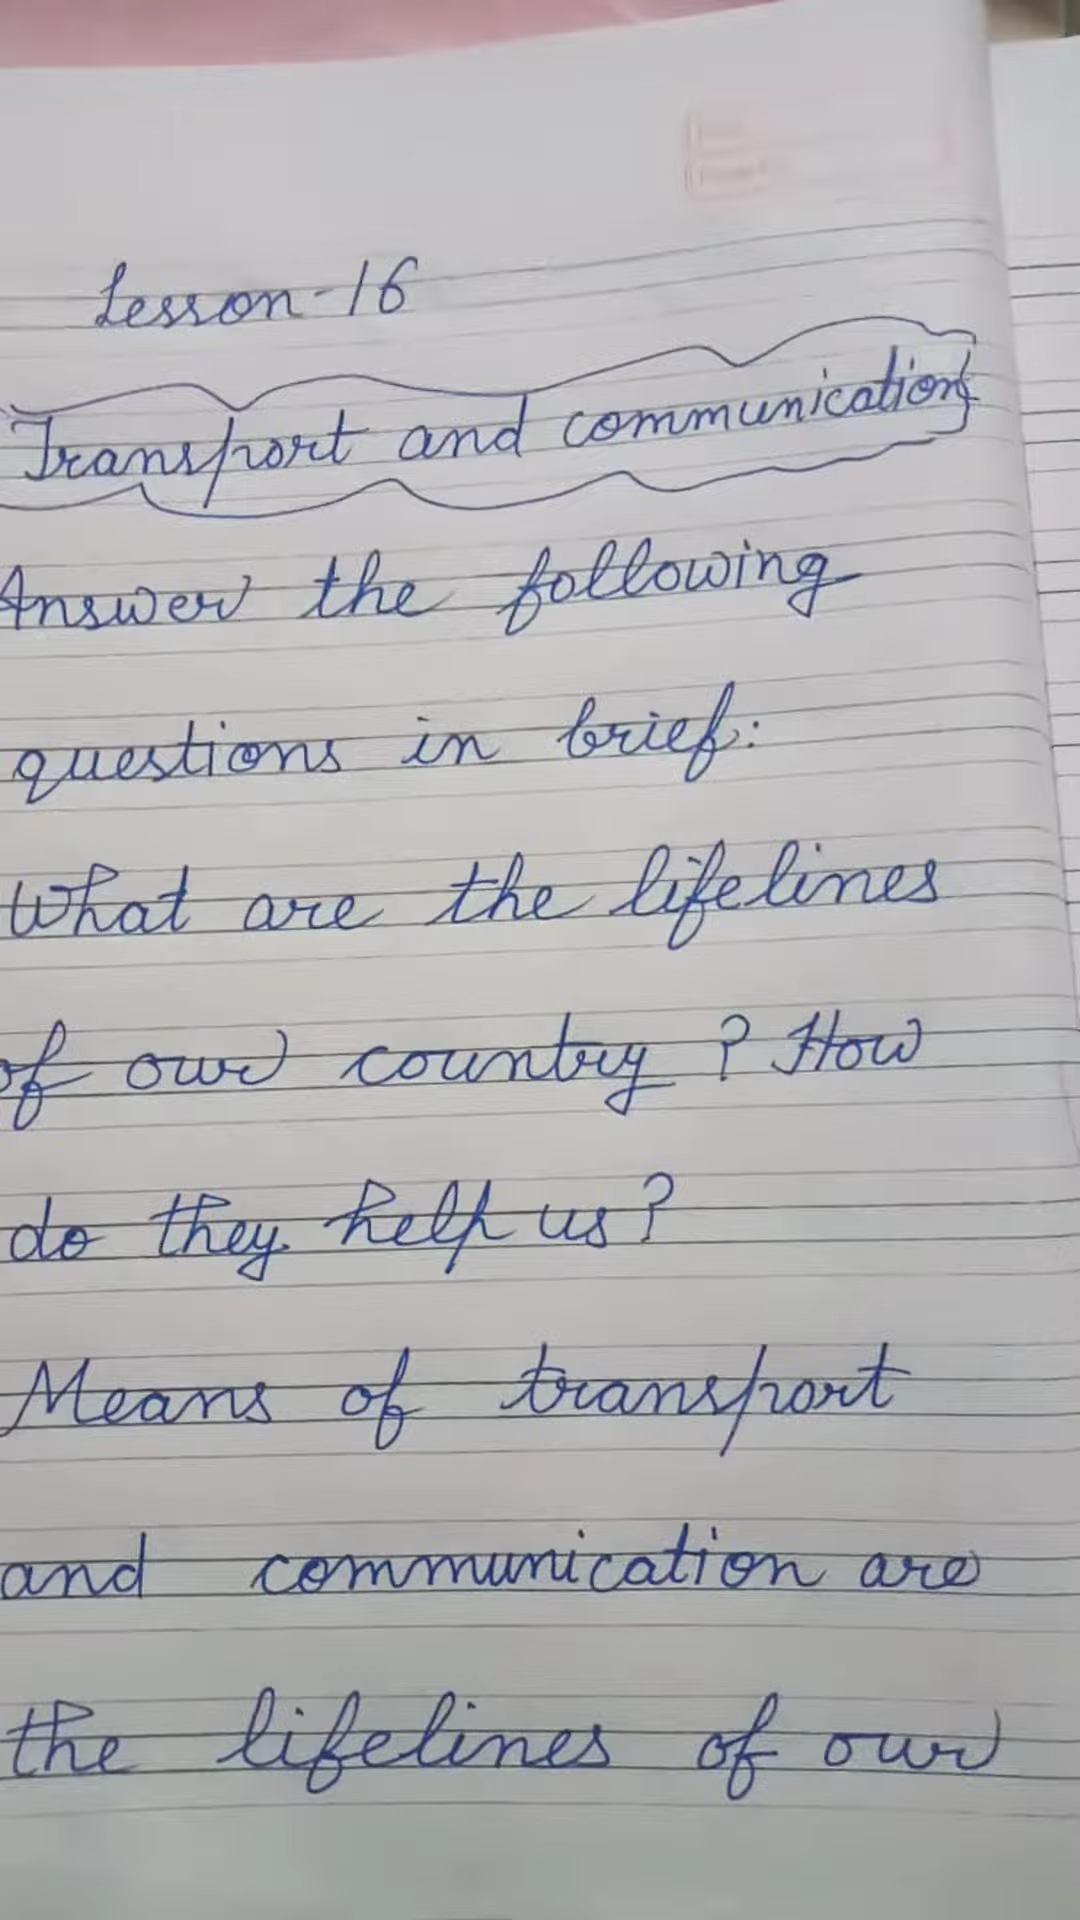 Lesson-16
Transport and communication
Answer the following
questions in brief:
What are the lifelines
of our country ? How
do they help us?
Means of transport
and communication are
the lifelines of our